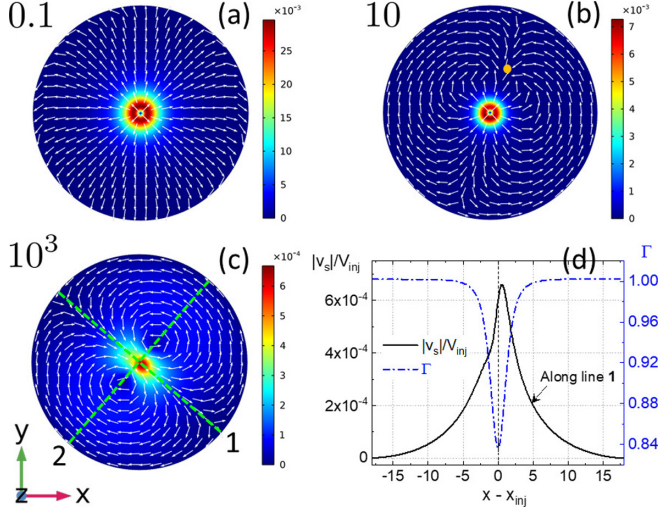 0.1
(a)
×10⁻³
25
20
15
10
5
0
10
(b)
×10⁻³
7
6
5
4
3
2
1
0
10³
(c)
×10⁻⁴
6
5
4
3
2
1
0
1
2
y
z
x
(d)
|vₛ|/V_inj
Γ
6x10⁻⁴
4x10⁻⁴
2x10⁻⁴
0
1.00
0.96
0.92
0.88
0.84
|vₛ|/V_inj
Γ
Along line 1
-15 -10 -5 0 5 10 15
x - x_inj